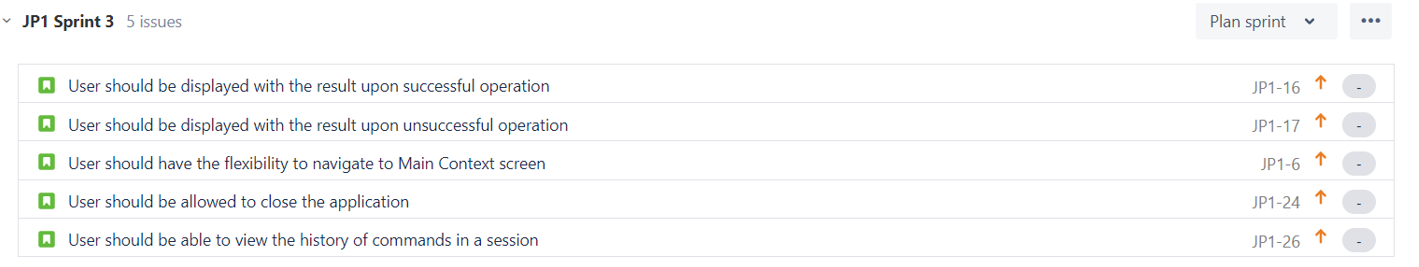 JP1 Sprint 3 5 issues Plan sprint
User should be displayed with the result upon successful operation JP1-16 -
User should be displayed with the result upon unsuccessful operation JP1-17 -
User should have the flexibility to navigate to Main Context screen JP1-6 -
User should be allowed to close the application JP1-24 -
User should be able to view the history of commands in a session JP1-26 -